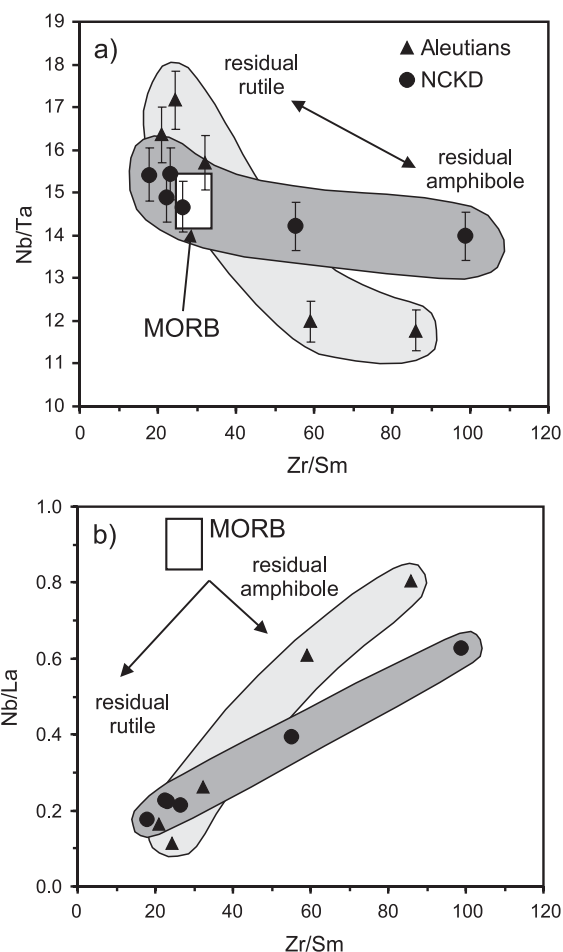 19
18
17
16
15
14
13
12
11
10
Nb/Ta
a)
residual
rutile
Aleutians
NCKD
residual
amphibole
MORB
0
20
40
60
80
100
120
Zr/Sm
1.0
0.8
0.6
0.4
0.2
0.0
Nb/La
b)
MORB
residual
amphibole
residual
rutile
0
20
40
60
80
100
120
Zr/Sm